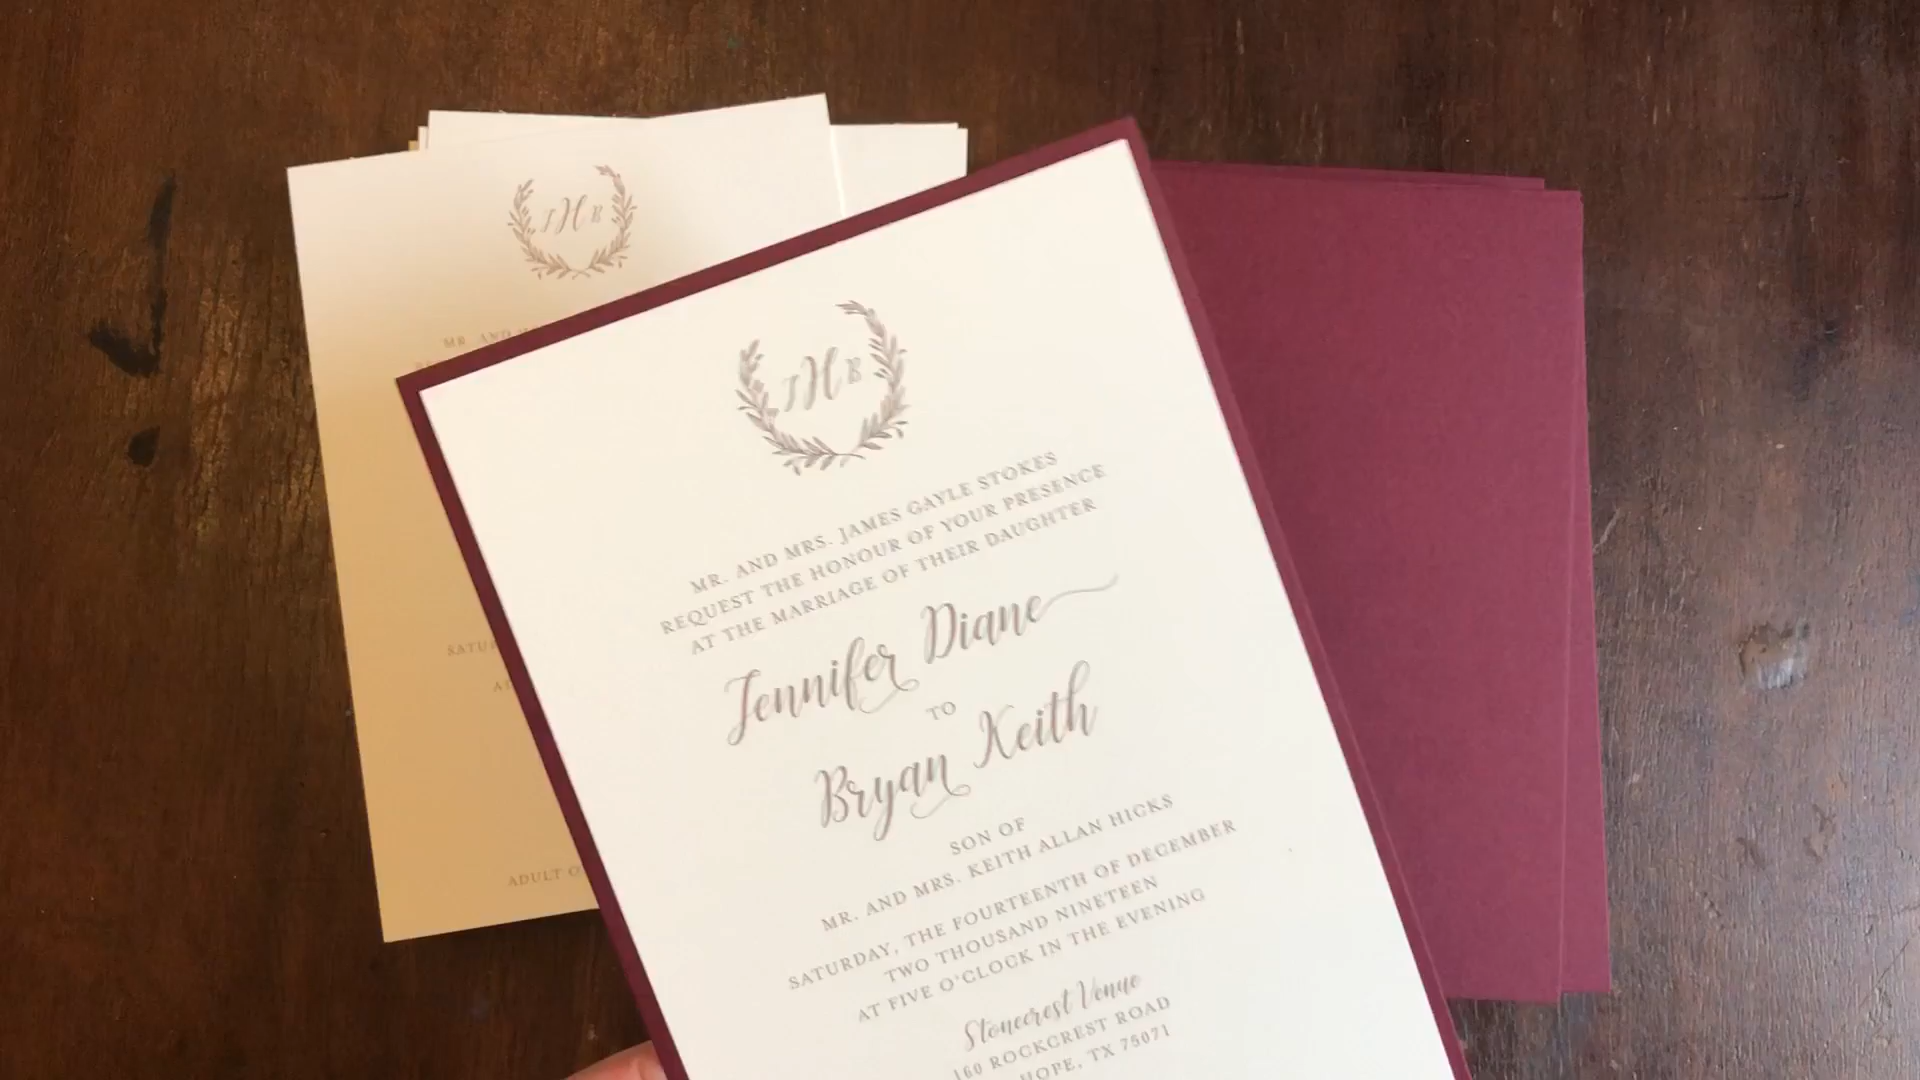 JHB
MR. AND MRS. JAMES GAYLE STOKES
REQUEST THE HONOUR OF YOUR PRESENCE
AT THE MARRIAGE OF THEIR DAUGHTER
Jennifer Diane
TO
Bryan Keith
SON OF
MR. AND MRS. KEITH ALLAN HICKS
SATURDAY, THE FOURTEENTH OF DECEMBER
TWO THOUSAND NINETEEN
AT FIVE O'CLOCK IN THE EVENING
Stonecrest Venue
160 ROCKCREST ROAD
HOPE, TX 75071
JHB
MR. AND
ADULT